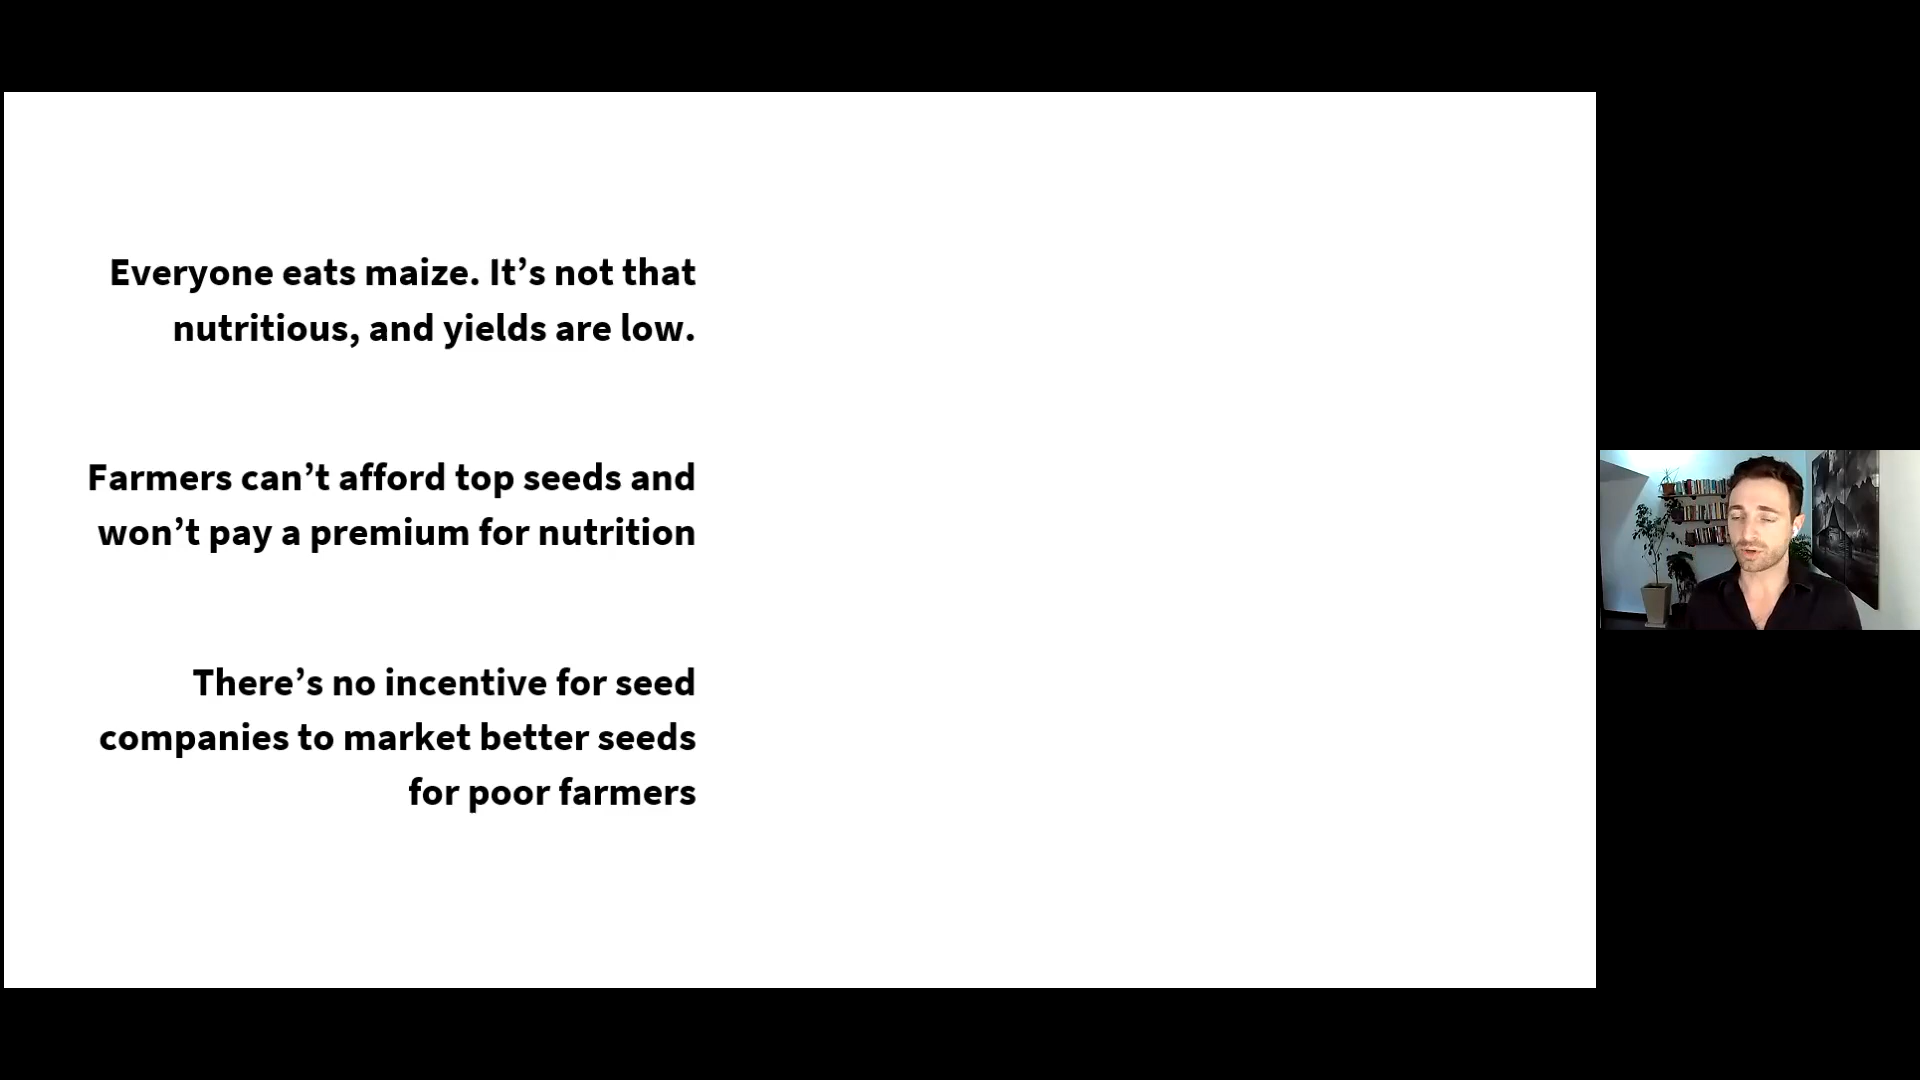 Everyone eats maize. It’s not that
nutritious, and yields are low.
Farmers can’t afford top seeds and
won’t pay a premium for nutrition
There’s no incentive for seed
companies to market better seeds
for poor farmers